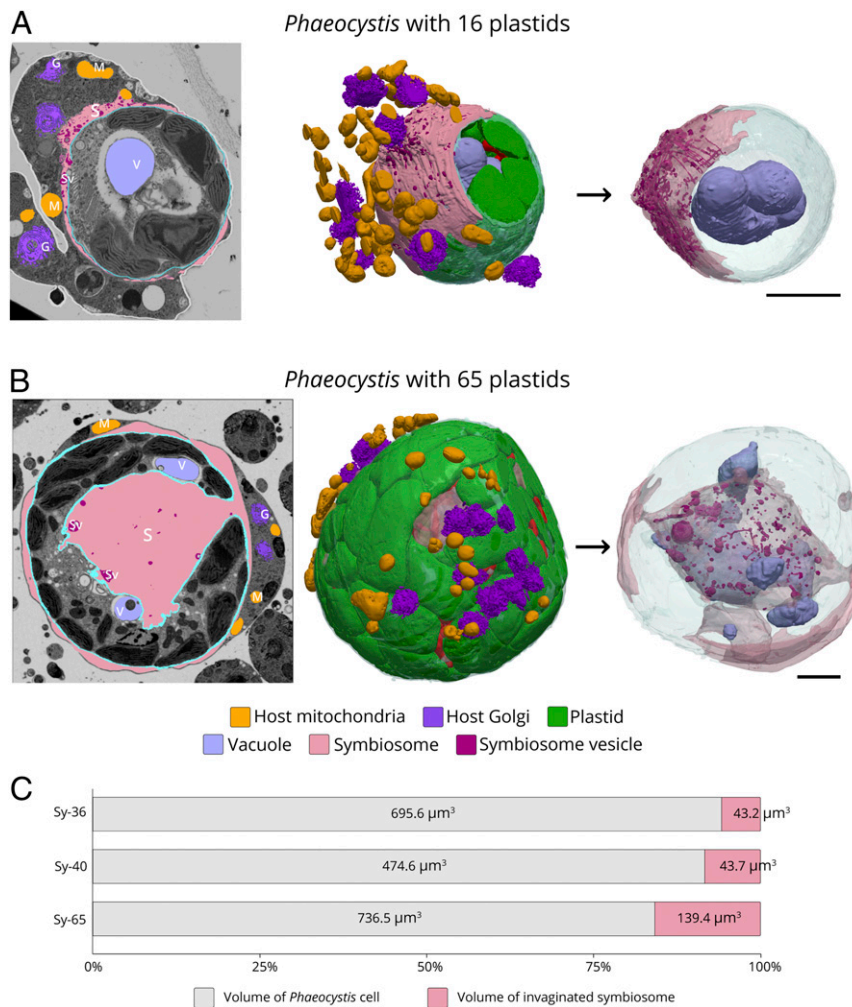 A
Phaeocystis with 16 plastids
G
M
S
V
Sv
M
G
B
Phaeocystis with 65 plastids
M
V
Sv
S
G
Sv
V
M
Host mitochondria Host Golgi Plastid
Vacuole Symbiosome Symbiosome vesicle
C
Sy-36 695.6 µm³ 43.2 µm³
Sy-40 474.6 µm³ 43.7 µm³
Sy-65 736.5 µm³ 139.4 µm³
0% 25% 50% 75% 100%
Volume of Phaeocystis cell Volume of invaginated symbiosome